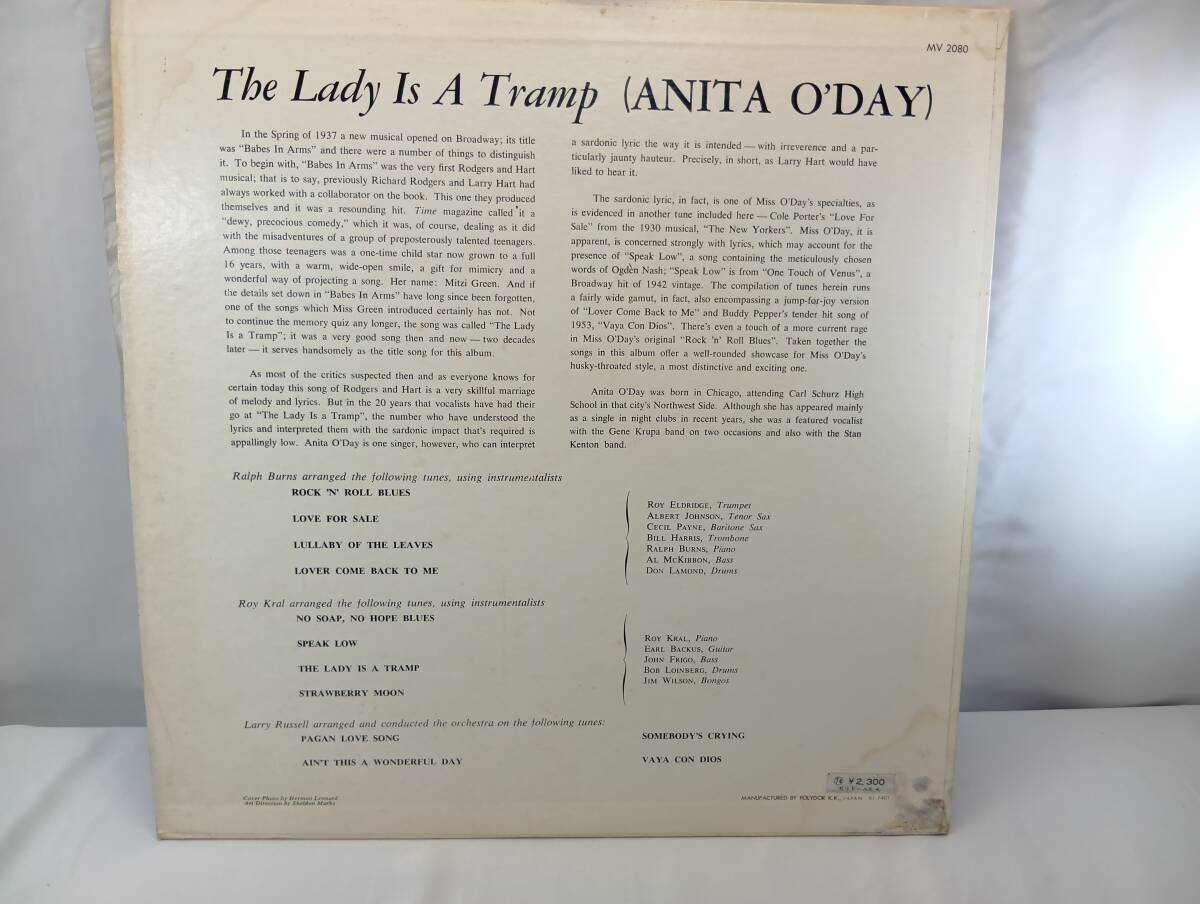 MV 2080
The Lady Is A Tramp (ANITA O'DAY)
In the Spring of 1937 a new musical opened on Broadway; its title
was "Babes In Arms" and there were a number of things to distinguish
it. To begin with, "Babes In Arms" was the very first Rodgers and Hart
musical; that is to say, previously Richard Rodgers and Larry Hart had
always worked with a collaborator on the book. This one they produced
themselves and it was a resounding hit. Time magazine called it a
"dewy, precocious comedy," which it was, of course, dealing as it did
with the misadventures of a group of preposterously talented teenagers.
Among those teenagers was a one-time child star now grown to a full
16 years, with a warm, wide-open smile, a gift for mimicry and a
wonderful way of projecting a song. Her name: Mitzi Green. And if
the details set down in "Babes In Arms" have long since been forgotten,
one of the songs which Miss Green introduced certainly has not. Not
to continue the memory quiz any longer, the song was called "The Lady
Is a Tramp"; it was a very good song then and now — two decades
later — it serves handsomely as the title song for this album.
As most of the critics suspected then and as everyone knows for
certain today this song of Rodgers and Hart is a very skillful marriage
of melody and lyrics. But in the 20 years that vocalists have had their
go at "The Lady Is a Tramp", the number who have understood the
lyrics and interpreted them with the sardonic impact that's required is
appallingly low. Anita O'Day is one singer, however, who can interpret
a sardonic lyric the way it is intended — with irreverence and a par-
ticularly jaunty hauteur. Precisely, in short, as Larry Hart would have
liked to hear it.
The sardonic lyric, in fact, is one of Miss O'Day's specialties, as
is evidenced in another tune included here — Cole Porter's "Love For
Sale" from the 1930 musical, "The New Yorkers". Miss O'Day, it is
apparent, is concerned strongly with lyrics, which may account for the
presence of "Speak Low", a song containing the meticulously chosen
words of Ogden Nash; "Speak Low" is from "One Touch of Venus", a
Broadway hit of 1942 vintage. The compilation of tunes herein runs
a fairly wide gamut, in fact, also encompassing a jump-for-joy version
of "Lover Come Back to Me" and Buddy Pepper's tender hit song of
1953, "Vaya Con Dios". There's even a touch of a more current rage
in Miss O'Day's original "Rock 'n' Roll Blues". Taken together the
songs in this album offer a well-rounded showcase for Miss O'Day's
husky-throated style, a most distinctive and exciting one.
Anita O'Day was born in Chicago, attending Carl Schurz High
School in that city's Northwest Side. Although she has appeared mainly
as a single in night clubs in recent years, she was a featured vocalist
with the Gene Krupa band on two occasions and also with the Stan
Kenton band.
Ralph Burns arranged the following tunes, using instrumentalists
ROCK 'N' ROLL BLUES
LOVE FOR SALE
LULLABY OF THE LEAVES
LOVER COME BACK TO ME
ROY ELDRIDGE, Trumpet
ALBERT JOHNSON, Tenor Sax
CECIL PAYNE, Baritone Sax
BILL HARRIS, Trombone
RALPH BURNS, Piano
AL MCKIBBON, Bass
DON LAMOND, Drums
Roy Kral arranged the following tunes, using instrumentalists
NO SOAP, NO HOPE BLUES
SPEAK LOW
THE LADY IS A TRAMP
STRAWBERRY MOON
ROY KRAL, Piano
EARL BACKUS, Guitar
JOHN FRIGO, Bass
BOB LOINBERG, Drums
JIM WILSON, Bongos
Larry Russell arranged and conducted the orchestra on the following tunes:
PAGAN LOVE SONG
AIN'T THIS A WONDERFUL DAY
SOMEBODY'S CRYING
VAYA CON DIOS
Cover Photo by Herman Leonard
Art Direction by Sheldon Marks
¥2,300
MANUFACTURED BY POLYDOR K.K., JAPAN